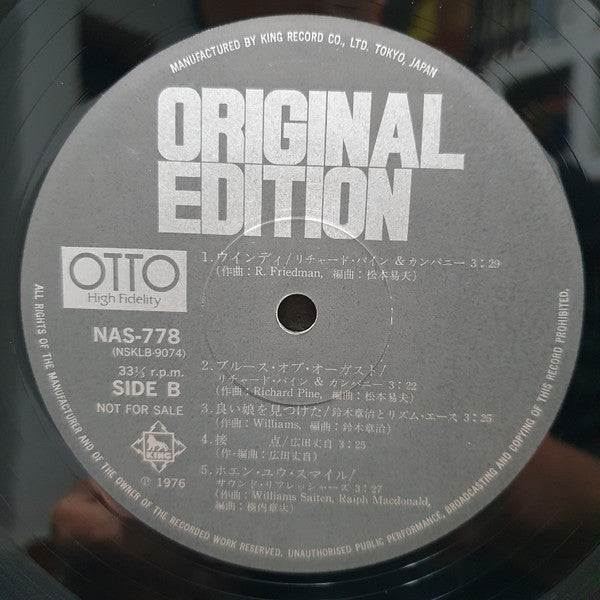 MANUFACTURED BY KING RECORD CO., LTD. TOKYO, JAPAN
ORIGINAL
EDITION
OTTO
High Fidelity
NAS-778
(NSKLB-9074)
33⅓ r.p.m.
SIDE B
NOT FOR SALE
KING
℗ 1976
1. ウインディ/リチャード・パイン & カンパニー 3:29
(作曲: R. Friedman, 編曲: 松本易夫)
2. ブルース・オブ・オーガスト/
リチャード・パイン & カンパニー 3:22
(作曲: Richard Pine, 編曲: 松本易夫)
3. 良い娘を見つけた/鈴木章治とリズム・エース 3:25
(作曲: Williams, 編曲: 鈴木章治)
4. 接 点/広田丈自 3:25
(作・編曲: 広田丈自)
5. ホエン・ユウ・スマイル/
サウンド・リフレッシャーズ 3:27
(作曲: Williams Saiten, Raiph Macdonald,
編曲: 横内章次)
ALL RIGHTS OF THE MANUFACTURER AND OF THE OWNER OF THE RECORDED WORK RESERVED. UNAUTHORISED PUBLIC PERFORMANCE, BROADCASTING AND COPYING OF THIS RECORD PROHIBITED.